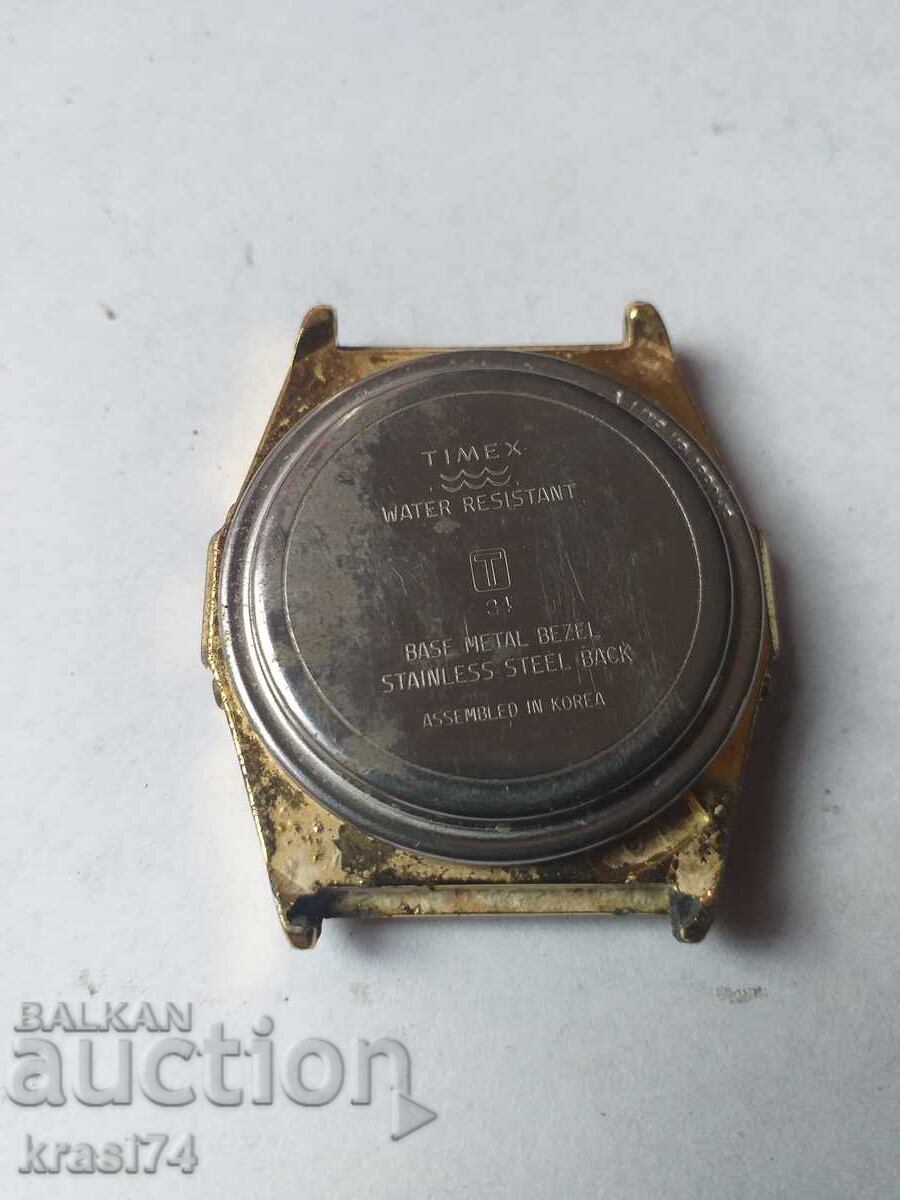 TIMEX
WATER RESISTANT
T
BASE METAL BEZEL
STAINLESS STEEL BACK
ASSEMBLED IN KOREA
BALKAN
auction
krasi74